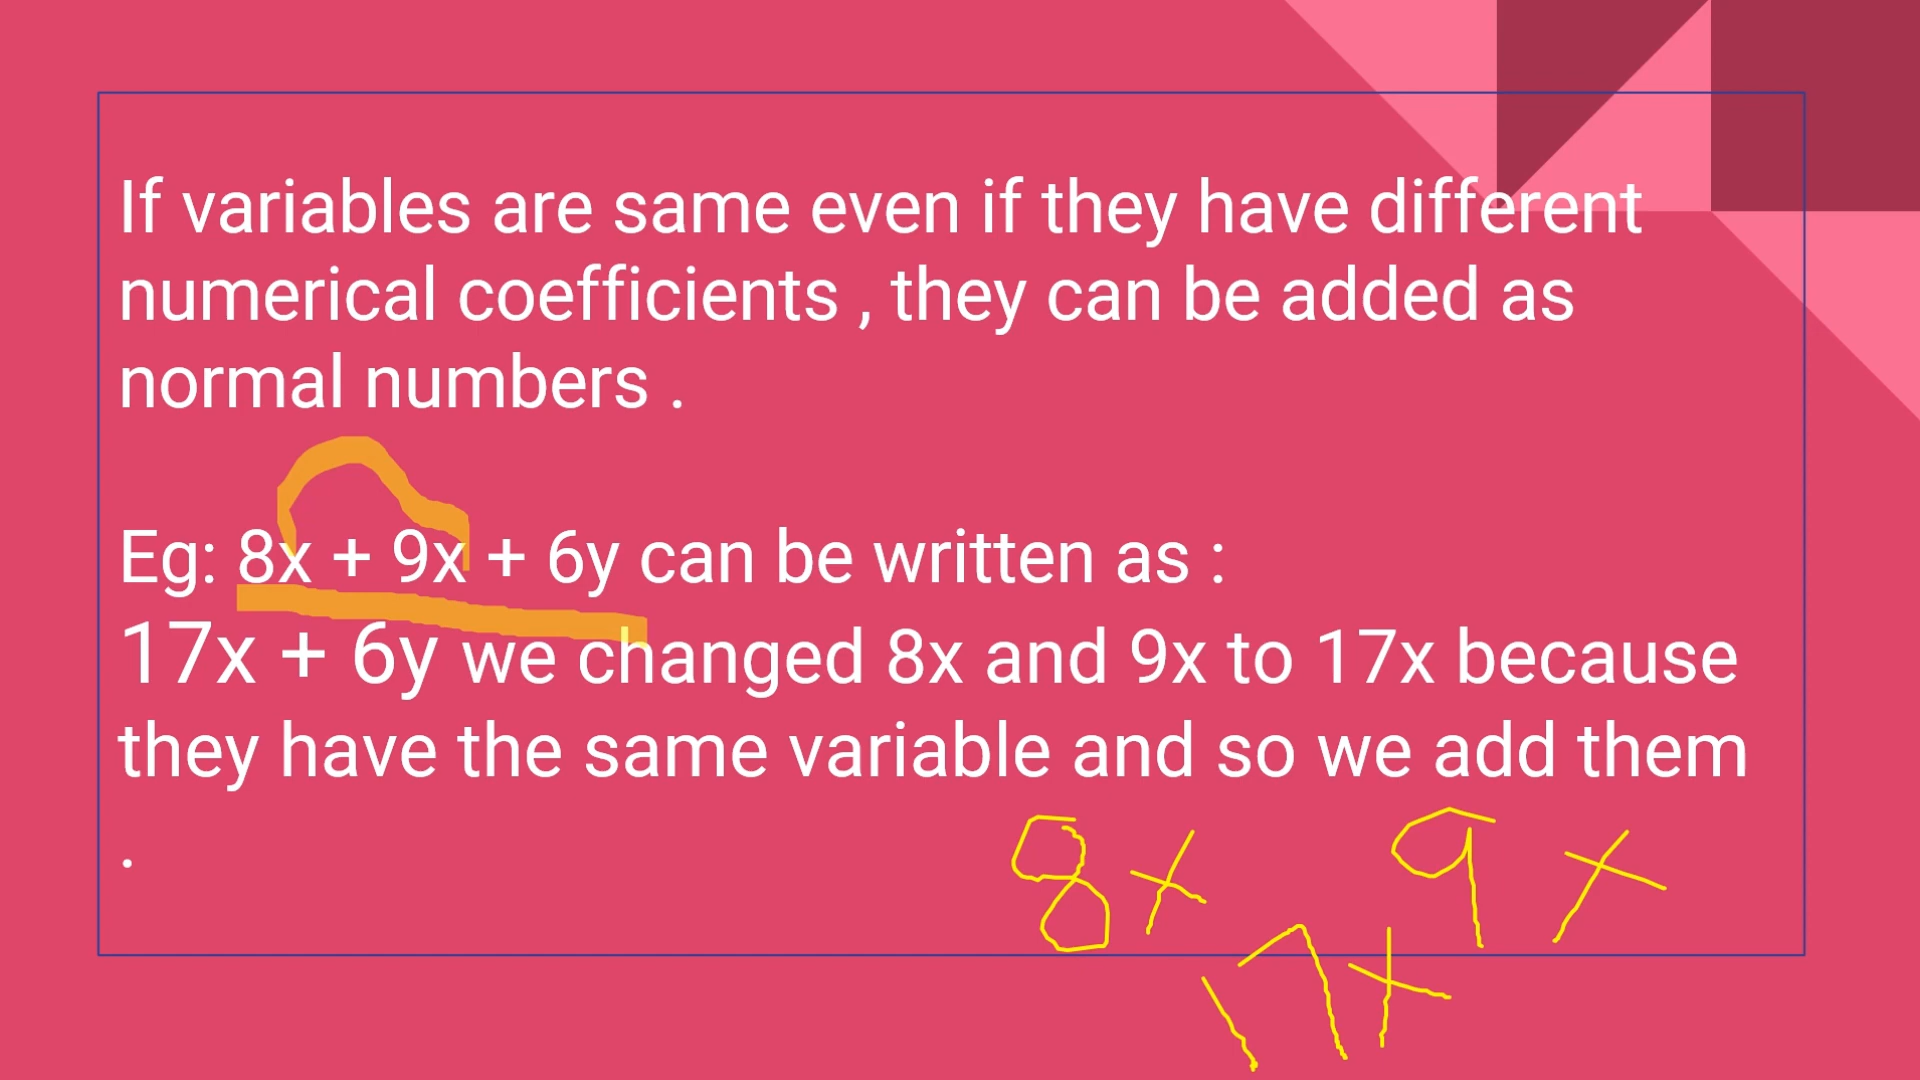 If variables are same even if they have different
numerical coefficients , they can be added as
normal numbers .
Eg: 8x + 9x + 6y can be written as :
17x + 6y we changed 8x and 9x to 17x because
they have the same variable and so we add them
.
8x 9x
17x